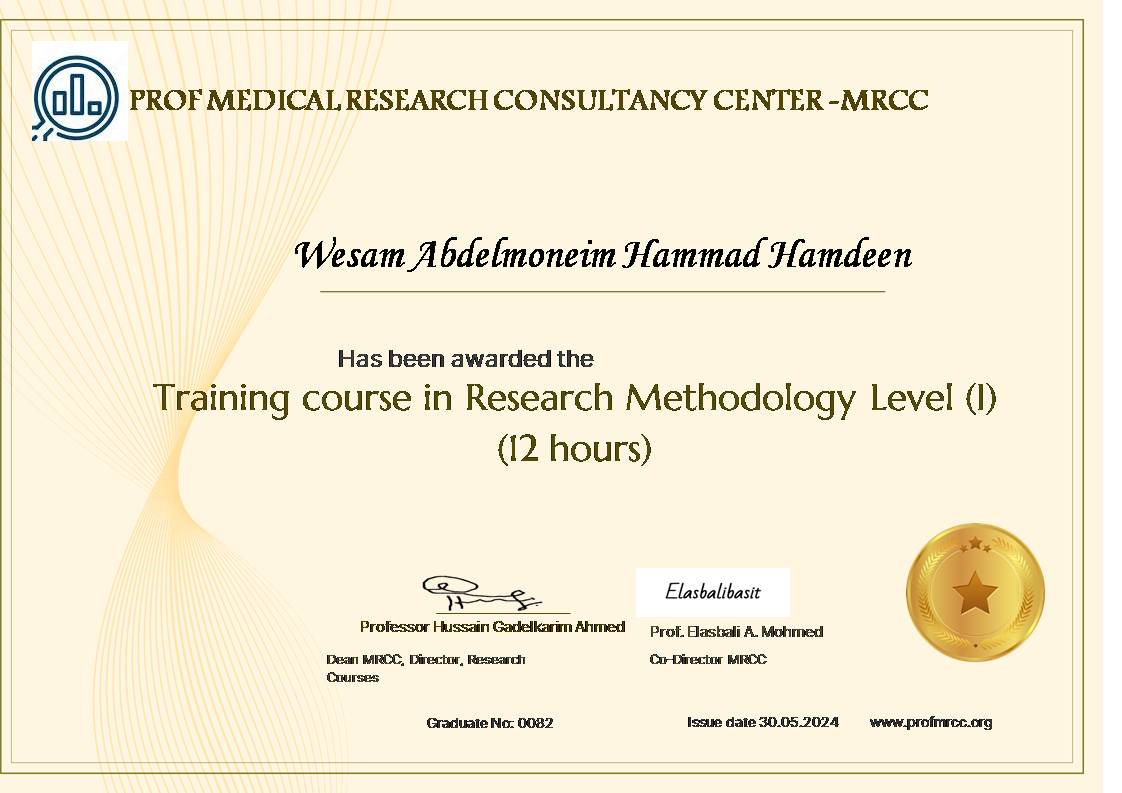 PROF MEDICAL RESEARCH CONSULTANCY CENTER -MRCC
Wesam Abdelmoneim Hammad Hamdeen
Has been awarded the
Training course in Research Methodology Level (I)
(12 hours)
Elasbalibasit
Professor Hussain Gadelkarim Ahmed
Prof. Elasbali A. Mohmed
Dean MRCC, Director, Research
Courses
Co-Director MRCC
Graduate No: 0082
Issue date 30.05.2024
www.profmrcc.org